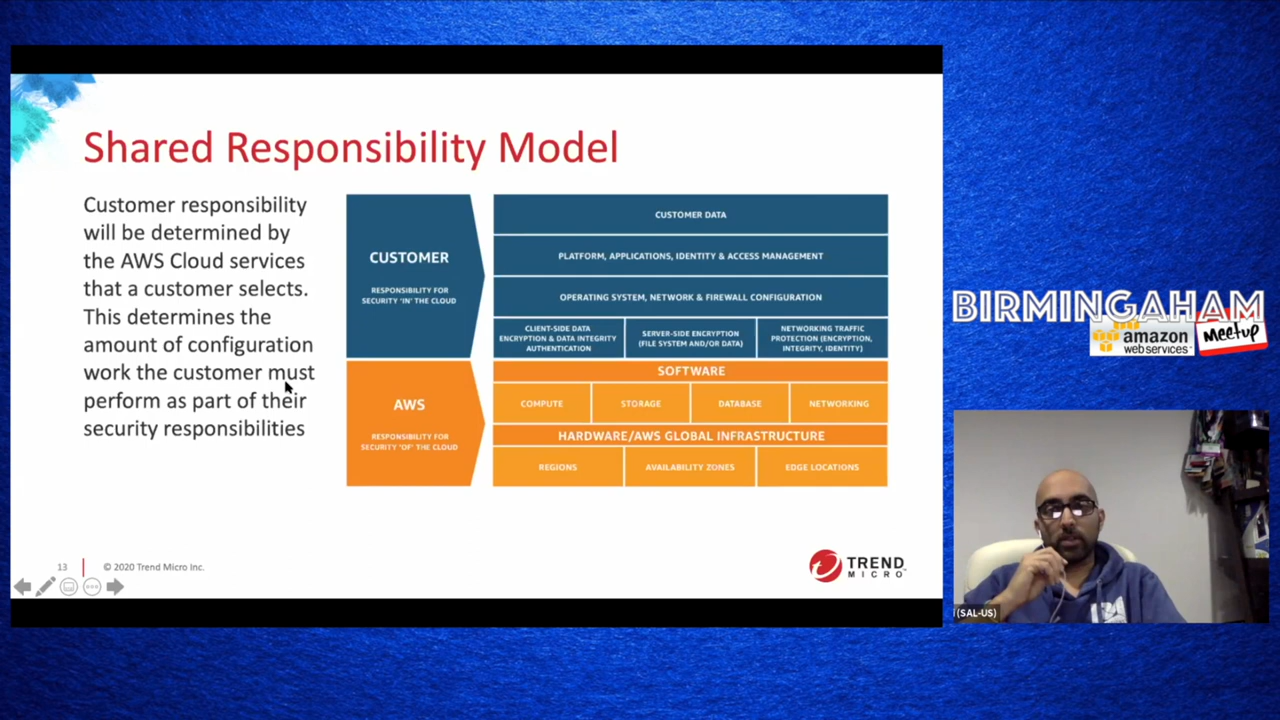 Shared Responsibility Model
Customer responsibility
will be determined by
the AWS Cloud services
that a customer selects.
This determines the
amount of configuration
work the customer must
perform as part of their
security responsibilities
CUSTOMER
RESPONSIBILITY FOR
SECURITY 'IN' THE CLOUD
CUSTOMER DATA
PLATFORM, APPLICATIONS, IDENTITY & ACCESS MANAGEMENT
OPERATING SYSTEM, NETWORK & FIREWALL CONFIGURATION
CLIENT-SIDE DATA
ENCRYPTION & DATA INTEGRITY
AUTHENTICATION
SERVER-SIDE ENCRYPTION
(FILE SYSTEM AND/OR DATA)
NETWORKING TRAFFIC
PROTECTION (ENCRYPTION,
INTEGRITY, IDENTITY)
AWS
RESPONSIBILITY FOR
SECURITY 'OF' THE CLOUD
SOFTWARE
COMPUTE
STORAGE
DATABASE
NETWORKING
HARDWARE/AWS GLOBAL INFRASTRUCTURE
REGIONS
AVAILABILITY ZONES
EDGE LOCATIONS
13
© 2020 Trend Micro Inc.
TREND
MICRO
BIRMINGAHAM
amazon
web services
Meetup
(SAL-US)